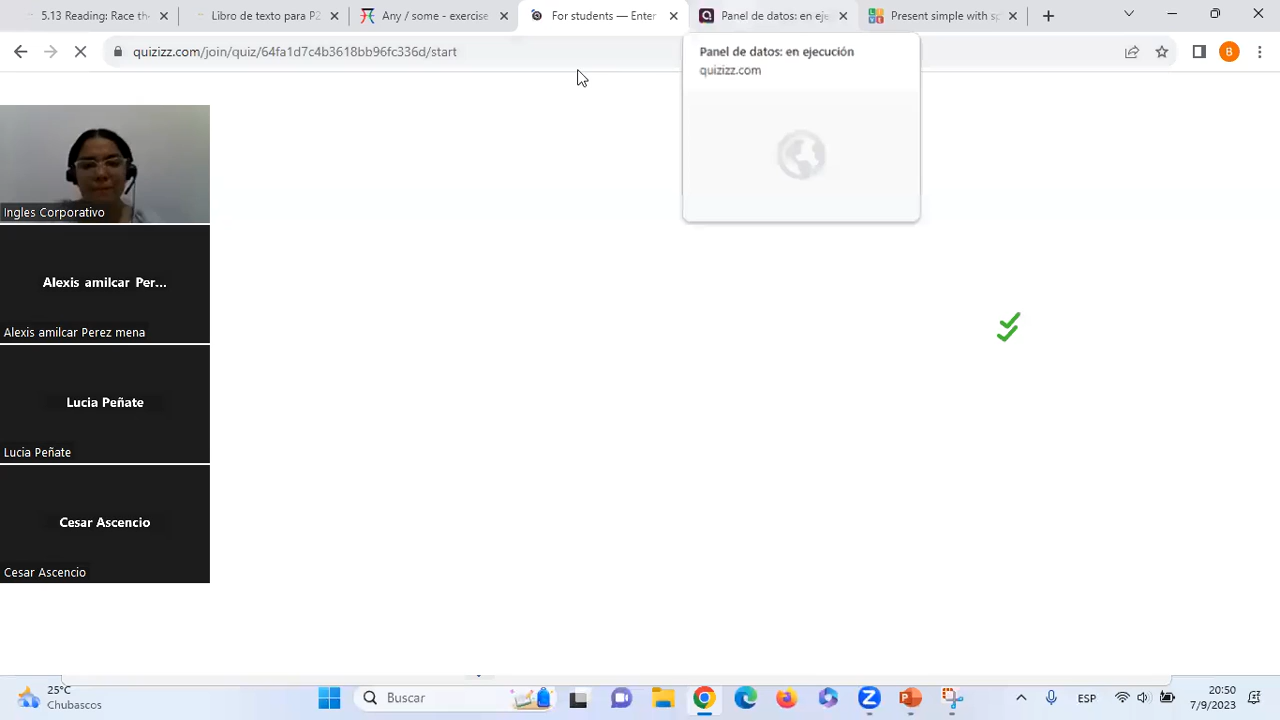 5.13 Reading: Race th
Libro de texto para P2
Any / some: exercise
For students — Enter
Panel de datos: en eje
Present simple with sp
quizizz.com/join/quiz/64fa1d7c4b3618bb96fc336d/start
B
Panel de datos: en ejecución
quizizz.com
Ingles Corporativo
Alexis amilcar Per...
Alexis amilcar Perez mena
Lucia Peñate
Lucia Peñate
Cesar Ascencio
Cesar Ascencio
25°C
Chubascos
Buscar
ESP
20:50
7/9/2023